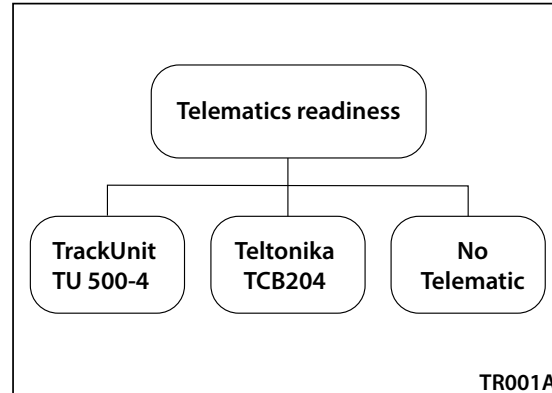 Telematics readiness
TrackUnit
TU 500-4
Teltonika
TCB204
No
Telematic
TR001A